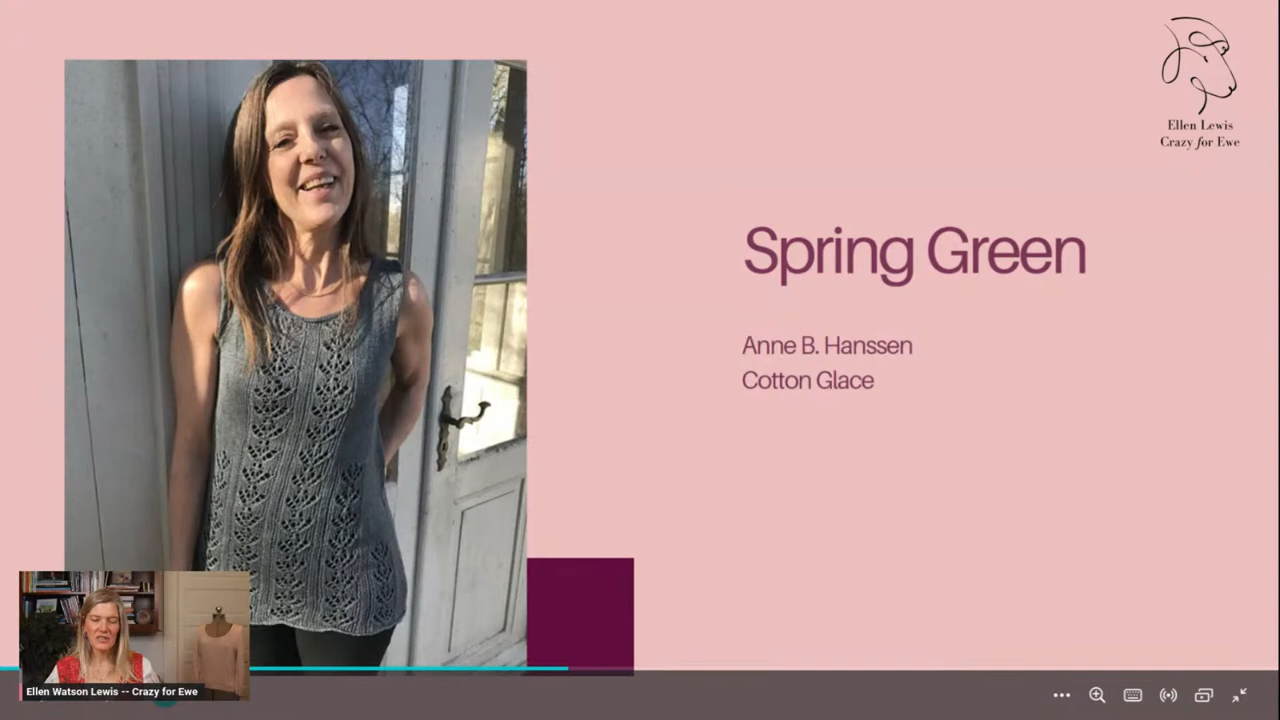 Ellen Lewis
Crazy for Ewe
Spring Green
Anne B. Hanssen
Cotton Glace
Ellen Watson Lewis -- Crazy for Ewe